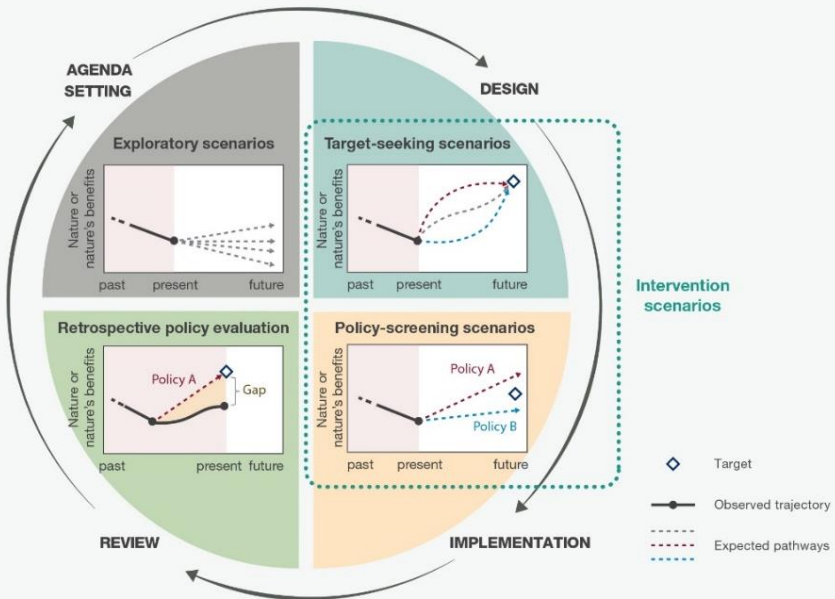 AGENDA
SETTING
DESIGN
Exploratory scenarios
Nature or
nature's benefits
past present future
Target-seeking scenarios
Nature or
nature's benefits
past present future
Intervention
scenarios
Retrospective policy evaluation
Nature or
nature's benefits
Policy A
Gap
past present future
Policy-screening scenarios
Nature or
nature's benefits
Policy A
Policy B
past present future
REVIEW
IMPLEMENTATION
Target
Observed trajectory
Expected pathways